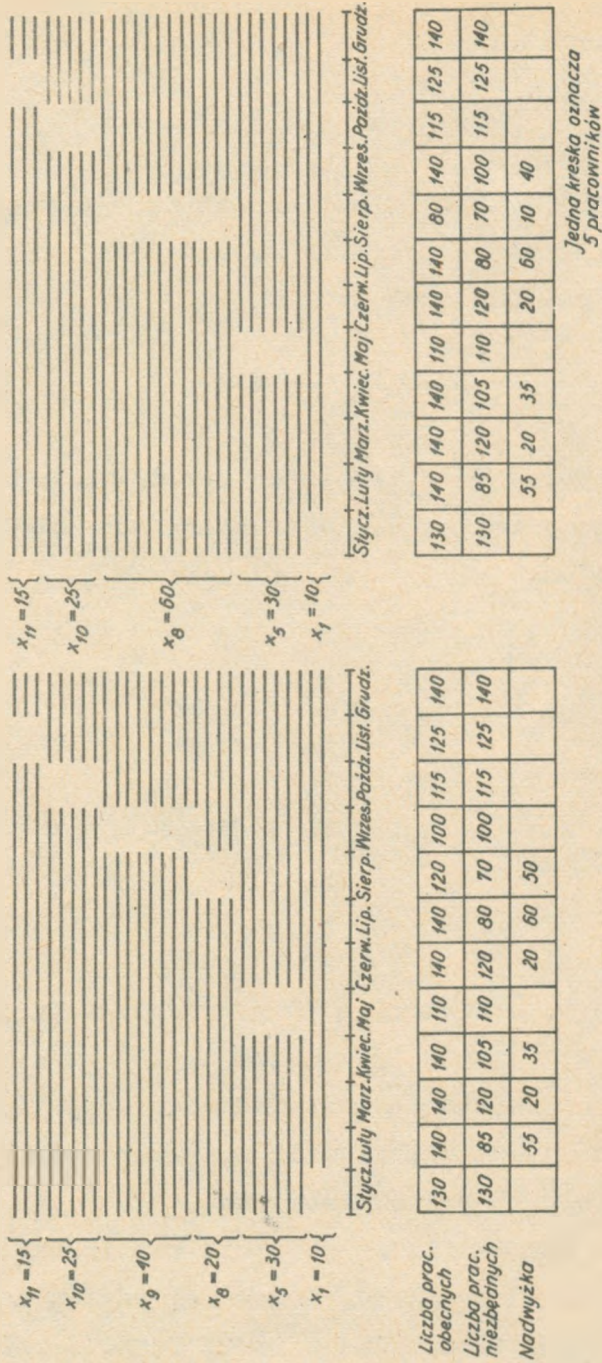 x₁₁ = 15
x₁₀ = 25
x₉ = 40
x₈ = 20
x₅ = 30
x₁ = 10
Stycz. Luty Marz. Kwiec. Maj Czerw. Lip. Sierp. Wrzes. Paźdz. List. Grudz.
Liczba prac. obecnych 130 140 140 140 110 140 140 120 100 115 125 140
Liczba prac. niezbędnych 130 85 120 105 110 120 80 70 100 115 125 140
Nadwyżka 55 20 35 20 60 50
x₁₁ = 15
x₁₀ = 25
x₈ = 60
x₅ = 30
x₁ = 10
Stycz. Luty Marz. Kwiec. Maj Czerw. Lip. Sierp. Wrzes. Paźdz. List. Grudz.
130 140 140 140 110 140 140 80 140 115 125 140
130 85 120 105 110 120 80 70 100 115 125 140
55 20 35 20 60 10 40
Jedna kreska oznacza
5 pracowników